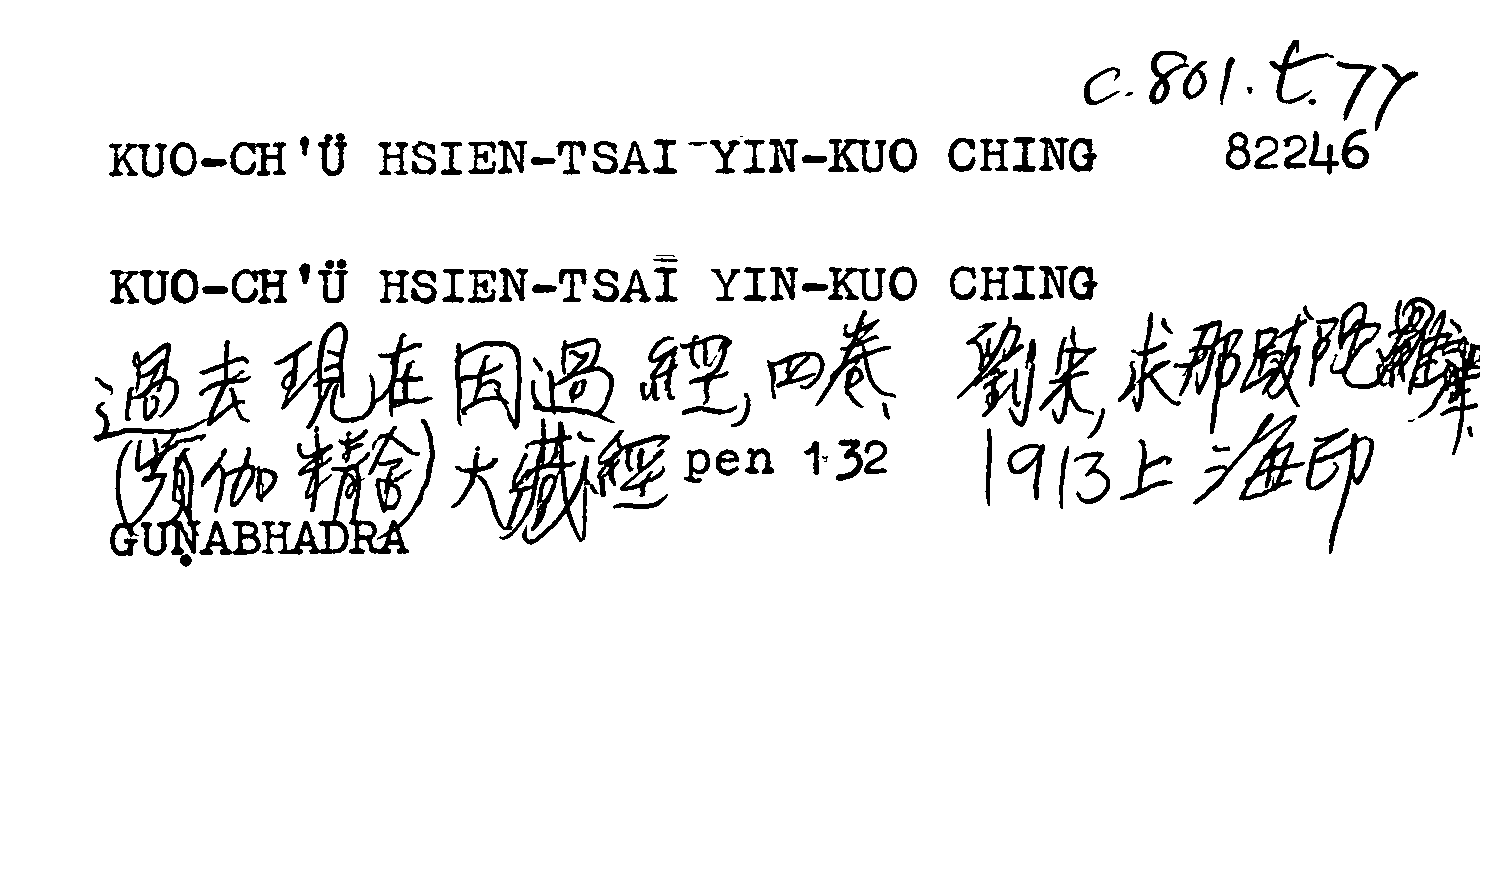 c.801.t.77
KUO-CH'Ü HSIEN-TSAI YIN-KUO CHING 82246
KUO-CH'Ü HSIEN-TSAI YIN-KUO CHING
過去現在因過經,四卷. 劉宋,求那跋陀羅譯.
(頻伽精舍)大藏經 pen 132 1913上海印
GUṆABHADRA